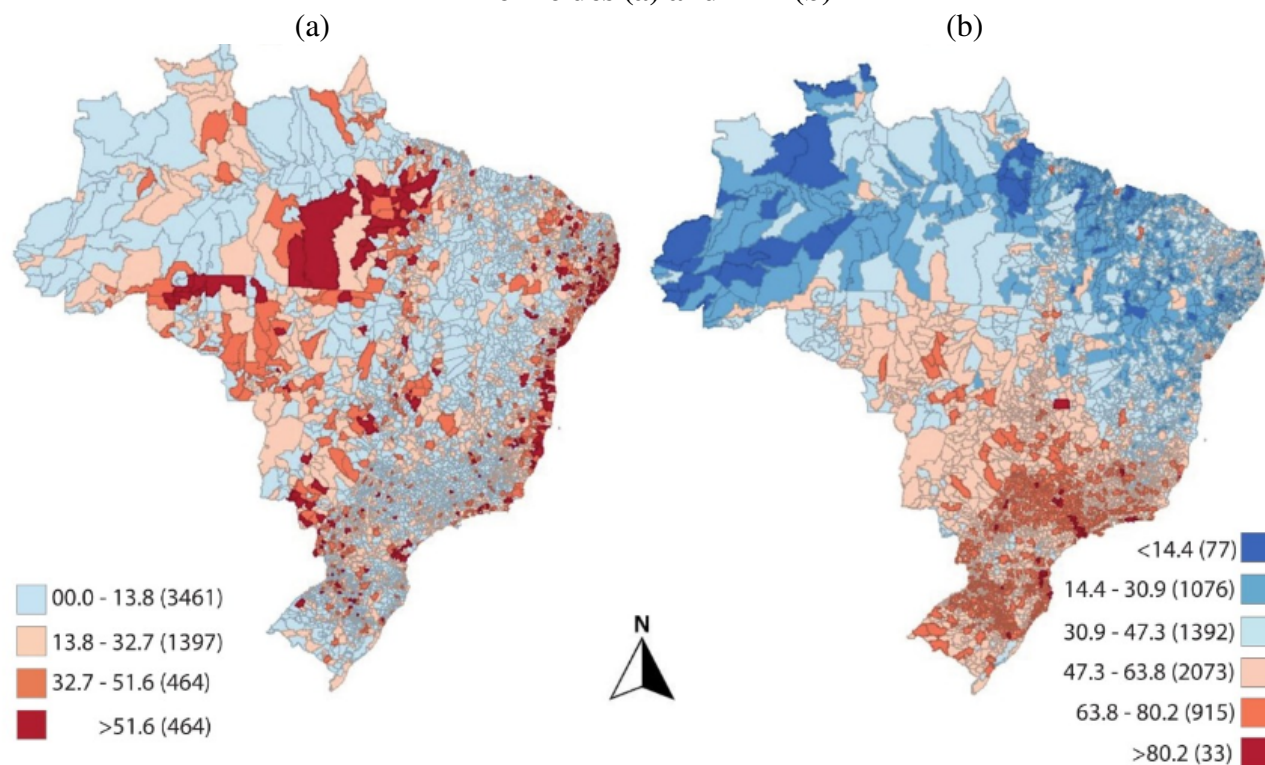 (a) and
(a)
(b)
00.0 - 13.8 (3461)
13.8 - 32.7 (1397)
32.7 - 51.6 (464)
>51.6 (464)
N
<14.4 (77)
14.4 - 30.9 (1076)
30.9 - 47.3 (1392)
47.3 - 63.8 (2073)
63.8 - 80.2 (915)
>80.2 (33)